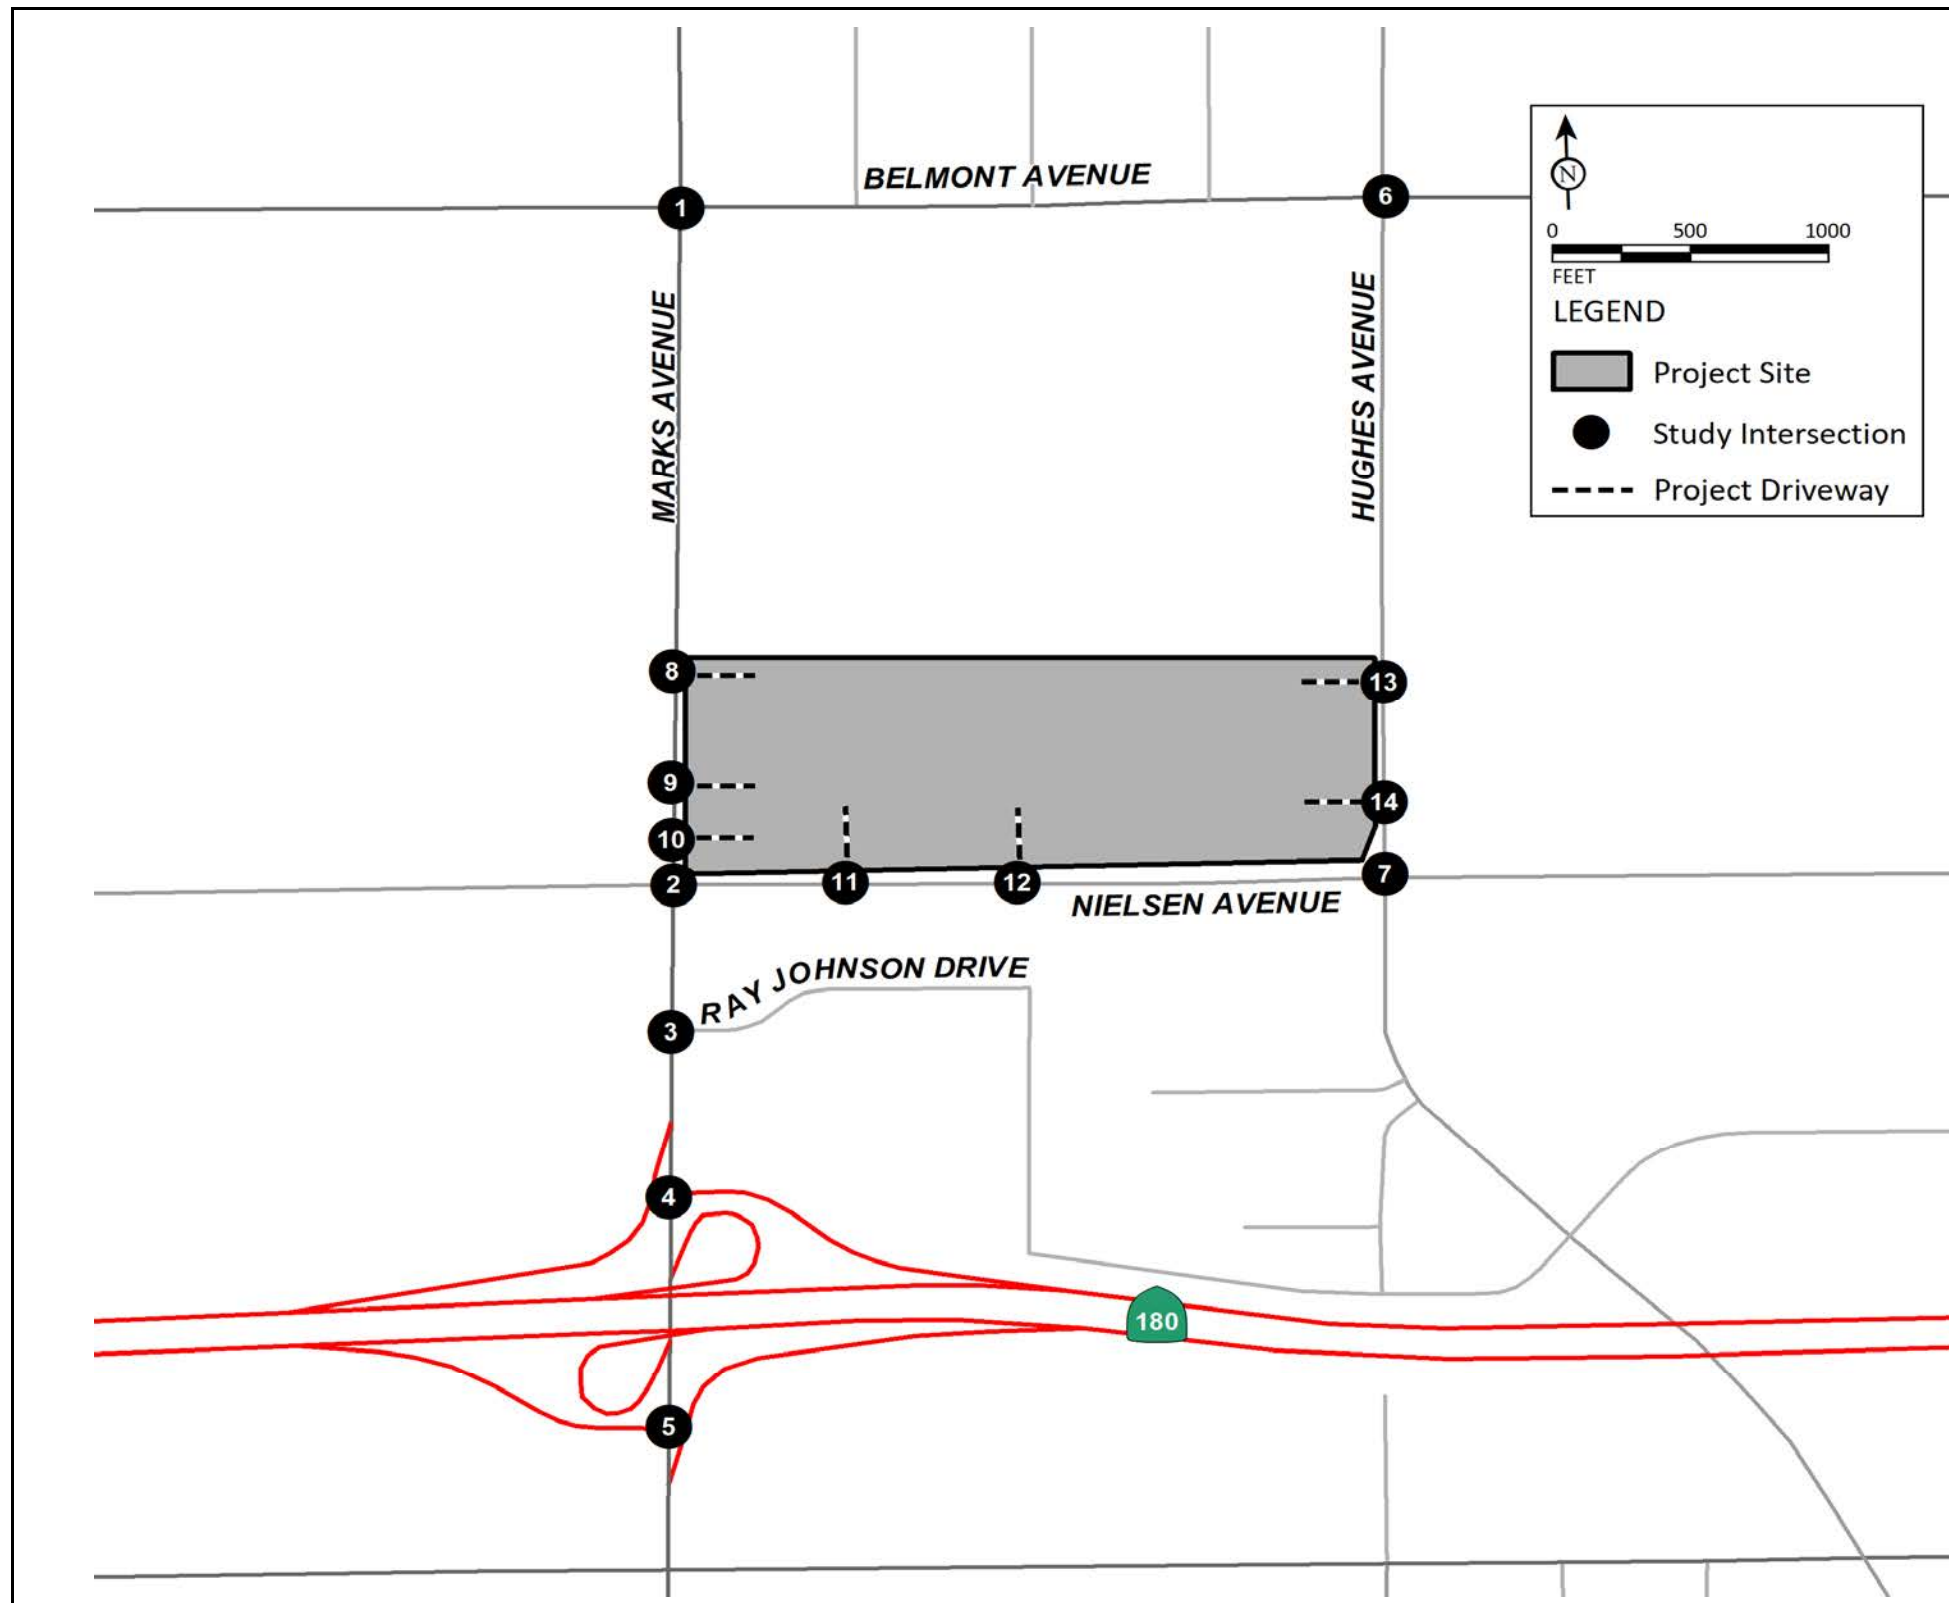 BELMONT AVENUE
1
6
N
0 500 1000
FEET
LEGEND
Project Site
Study Intersection
Project Driveway
MARKS AVENUE
HUGHES AVENUE
8
13
9
14
10
2
11
12
7
NIELSEN AVENUE
RAY JOHNSON DRIVE
3
4
180
5